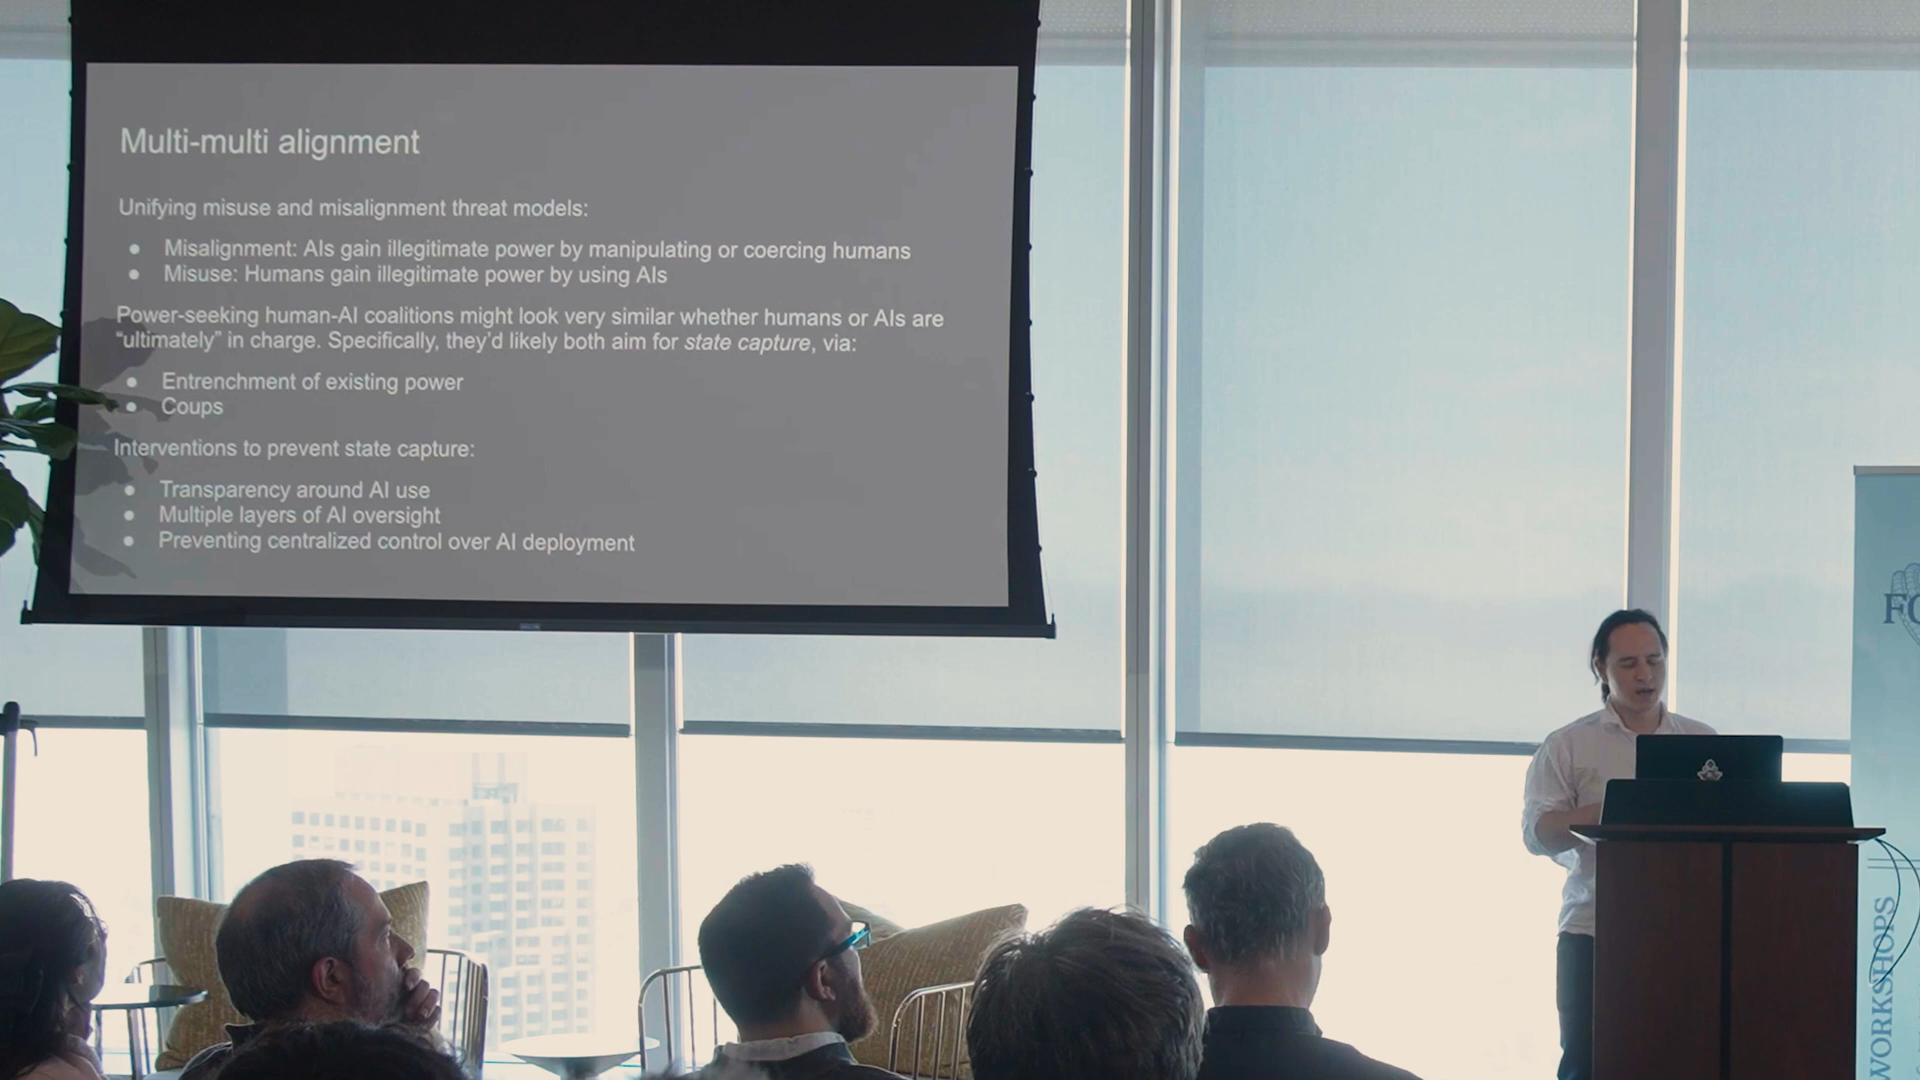 Multi-multi alignment
Unifying misuse and misalignment threat models:
● Misalignment: AIs gain illegitimate power by manipulating or coercing humans
● Misuse: Humans gain illegitimate power by using AIs
Power-seeking human-AI coalitions might look very similar whether humans or AIs are
“ultimately” in charge. Specifically, they’d likely both aim for state capture, via:
● Entrenchment of existing power
● Coups
Interventions to prevent state capture:
● Transparency around AI use
● Multiple layers of AI oversight
● Preventing centralized control over AI deployment
WORKSHOPS